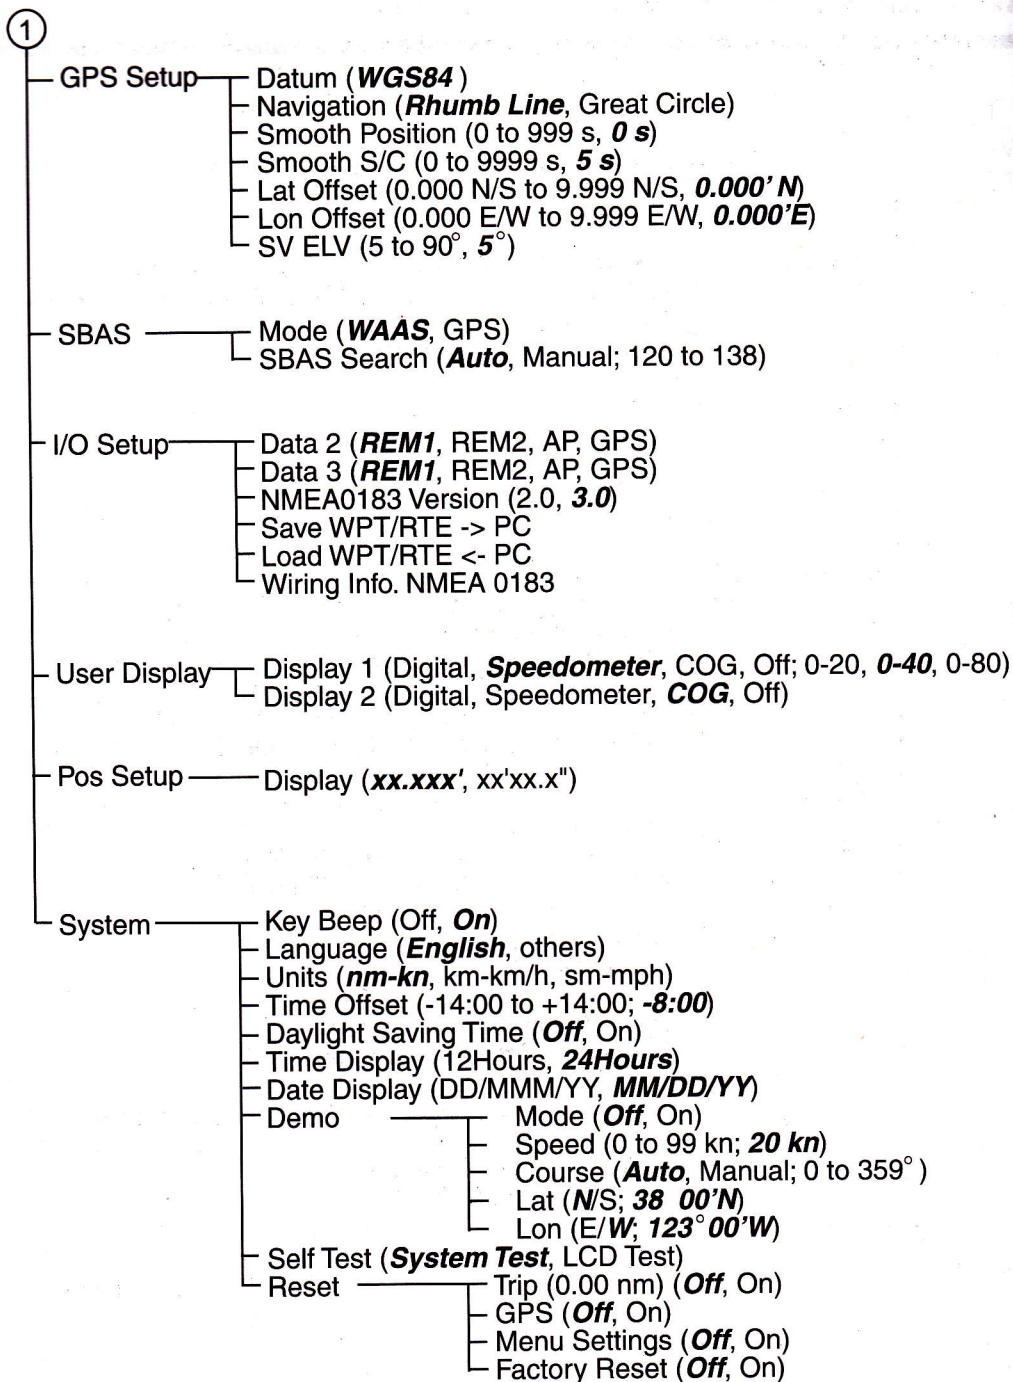 1
GPS Setup
Datum (WGS84 )
Navigation (Rhumb Line, Great Circle)
Smooth Position (0 to 999 s, 0 s)
Smooth S/C (0 to 9999 s, 5 s)
Lat Offset (0.000 N/S to 9.999 N/S, 0.000’ N)
Lon Offset (0.000 E/W to 9.999 E/W, 0.000’E)
SV ELV (5 to 90°, 5°)
SBAS
Mode (WAAS, GPS)
SBAS Search (Auto, Manual; 120 to 138)
I/O Setup
Data 2 (REM1, REM2, AP, GPS)
Data 3 (REM1, REM2, AP, GPS)
NMEA0183 Version (2.0, 3.0)
Save WPT/RTE -> PC
Load WPT/RTE <- PC
Wiring Info. NMEA 0183
User Display
Display 1 (Digital, Speedometer, COG, Off; 0-20, 0-40, 0-80)
Display 2 (Digital, Speedometer, COG, Off)
Pos Setup
Display (xx.xxx', xx'xx.x")
System
Key Beep (Off, On)
Language (English, others)
Units (nm-kn, km-km/h, sm-mph)
Time Offset (-14:00 to +14:00; -8:00)
Daylight Saving Time (Off, On)
Time Display (12Hours, 24Hours)
Date Display (DD/MMM/YY, MM/DD/YY)
Demo
Mode (Off, On)
Speed (0 to 99 kn; 20 kn)
Course (Auto, Manual; 0 to 359° )
Lat (N/S; 38 00’N)
Lon (E/W; 123° 00’W)
Self Test (System Test, LCD Test)
Reset
Trip (0.00 nm) (Off, On)
GPS (Off, On)
Menu Settings (Off, On)
Factory Reset (Off, On)